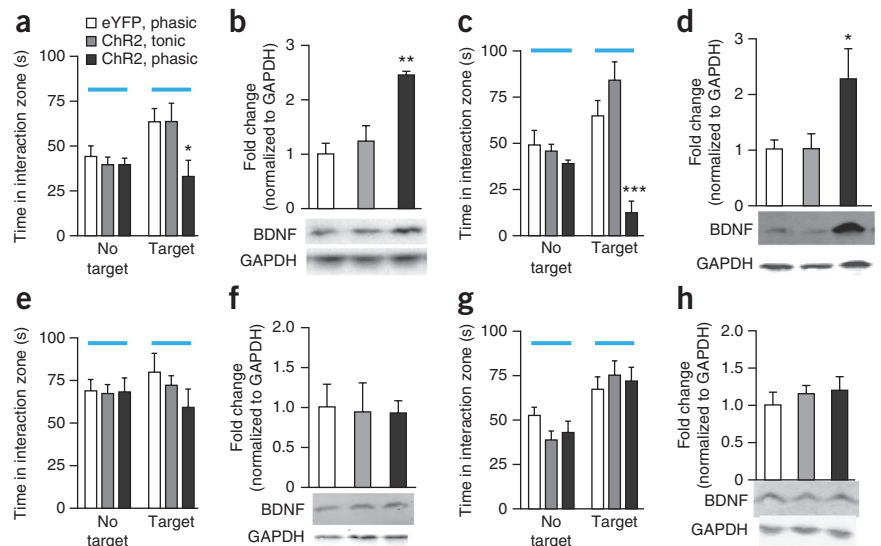 a
eYFP, phasic
ChR2, tonic
ChR2, phasic
Time in interaction zone (s)
100
75
50
25
0
No target
Target
*
b
Fold change (normalized to GAPDH)
3
2
1
0
**
BDNF
GAPDH
c
Time in interaction zone (s)
100
75
50
25
0
No target
Target
***
d
Fold change (normalized to GAPDH)
3
2
1
0
*
BDNF
GAPDH
e
Time in interaction zone (s)
100
75
50
25
0
No target
Target
f
Fold change (normalized to GAPDH)
2.0
1.5
1.0
0.5
0
BDNF
GAPDH
g
Time in interaction zone (s)
100
75
50
25
0
No target
Target
h
Fold change (normalized to GAPDH)
2.0
1.5
1.0
0.5
0
BDNF
GAPDH